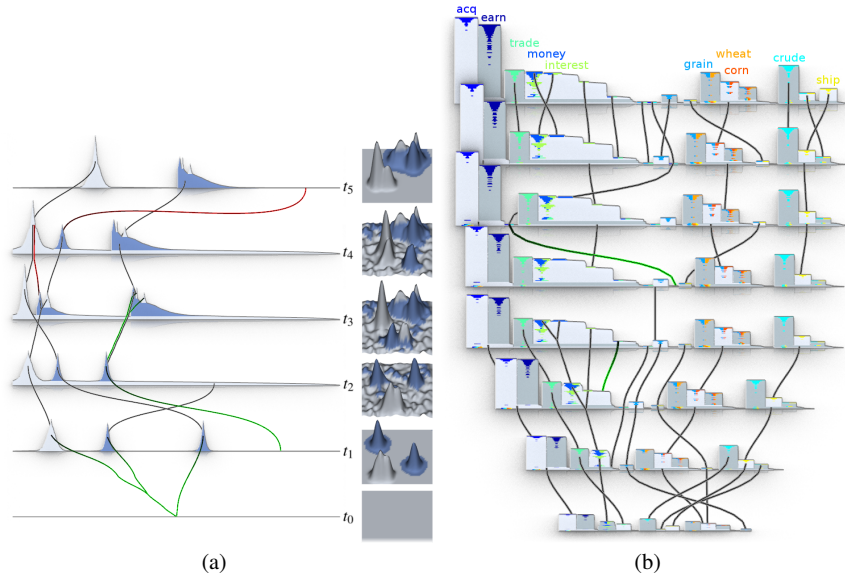 acq
earn
trade
money
interest
grain
wheat
corn
crude
ship
t5
t4
t3
t2
t1
t0
(a)
(b)